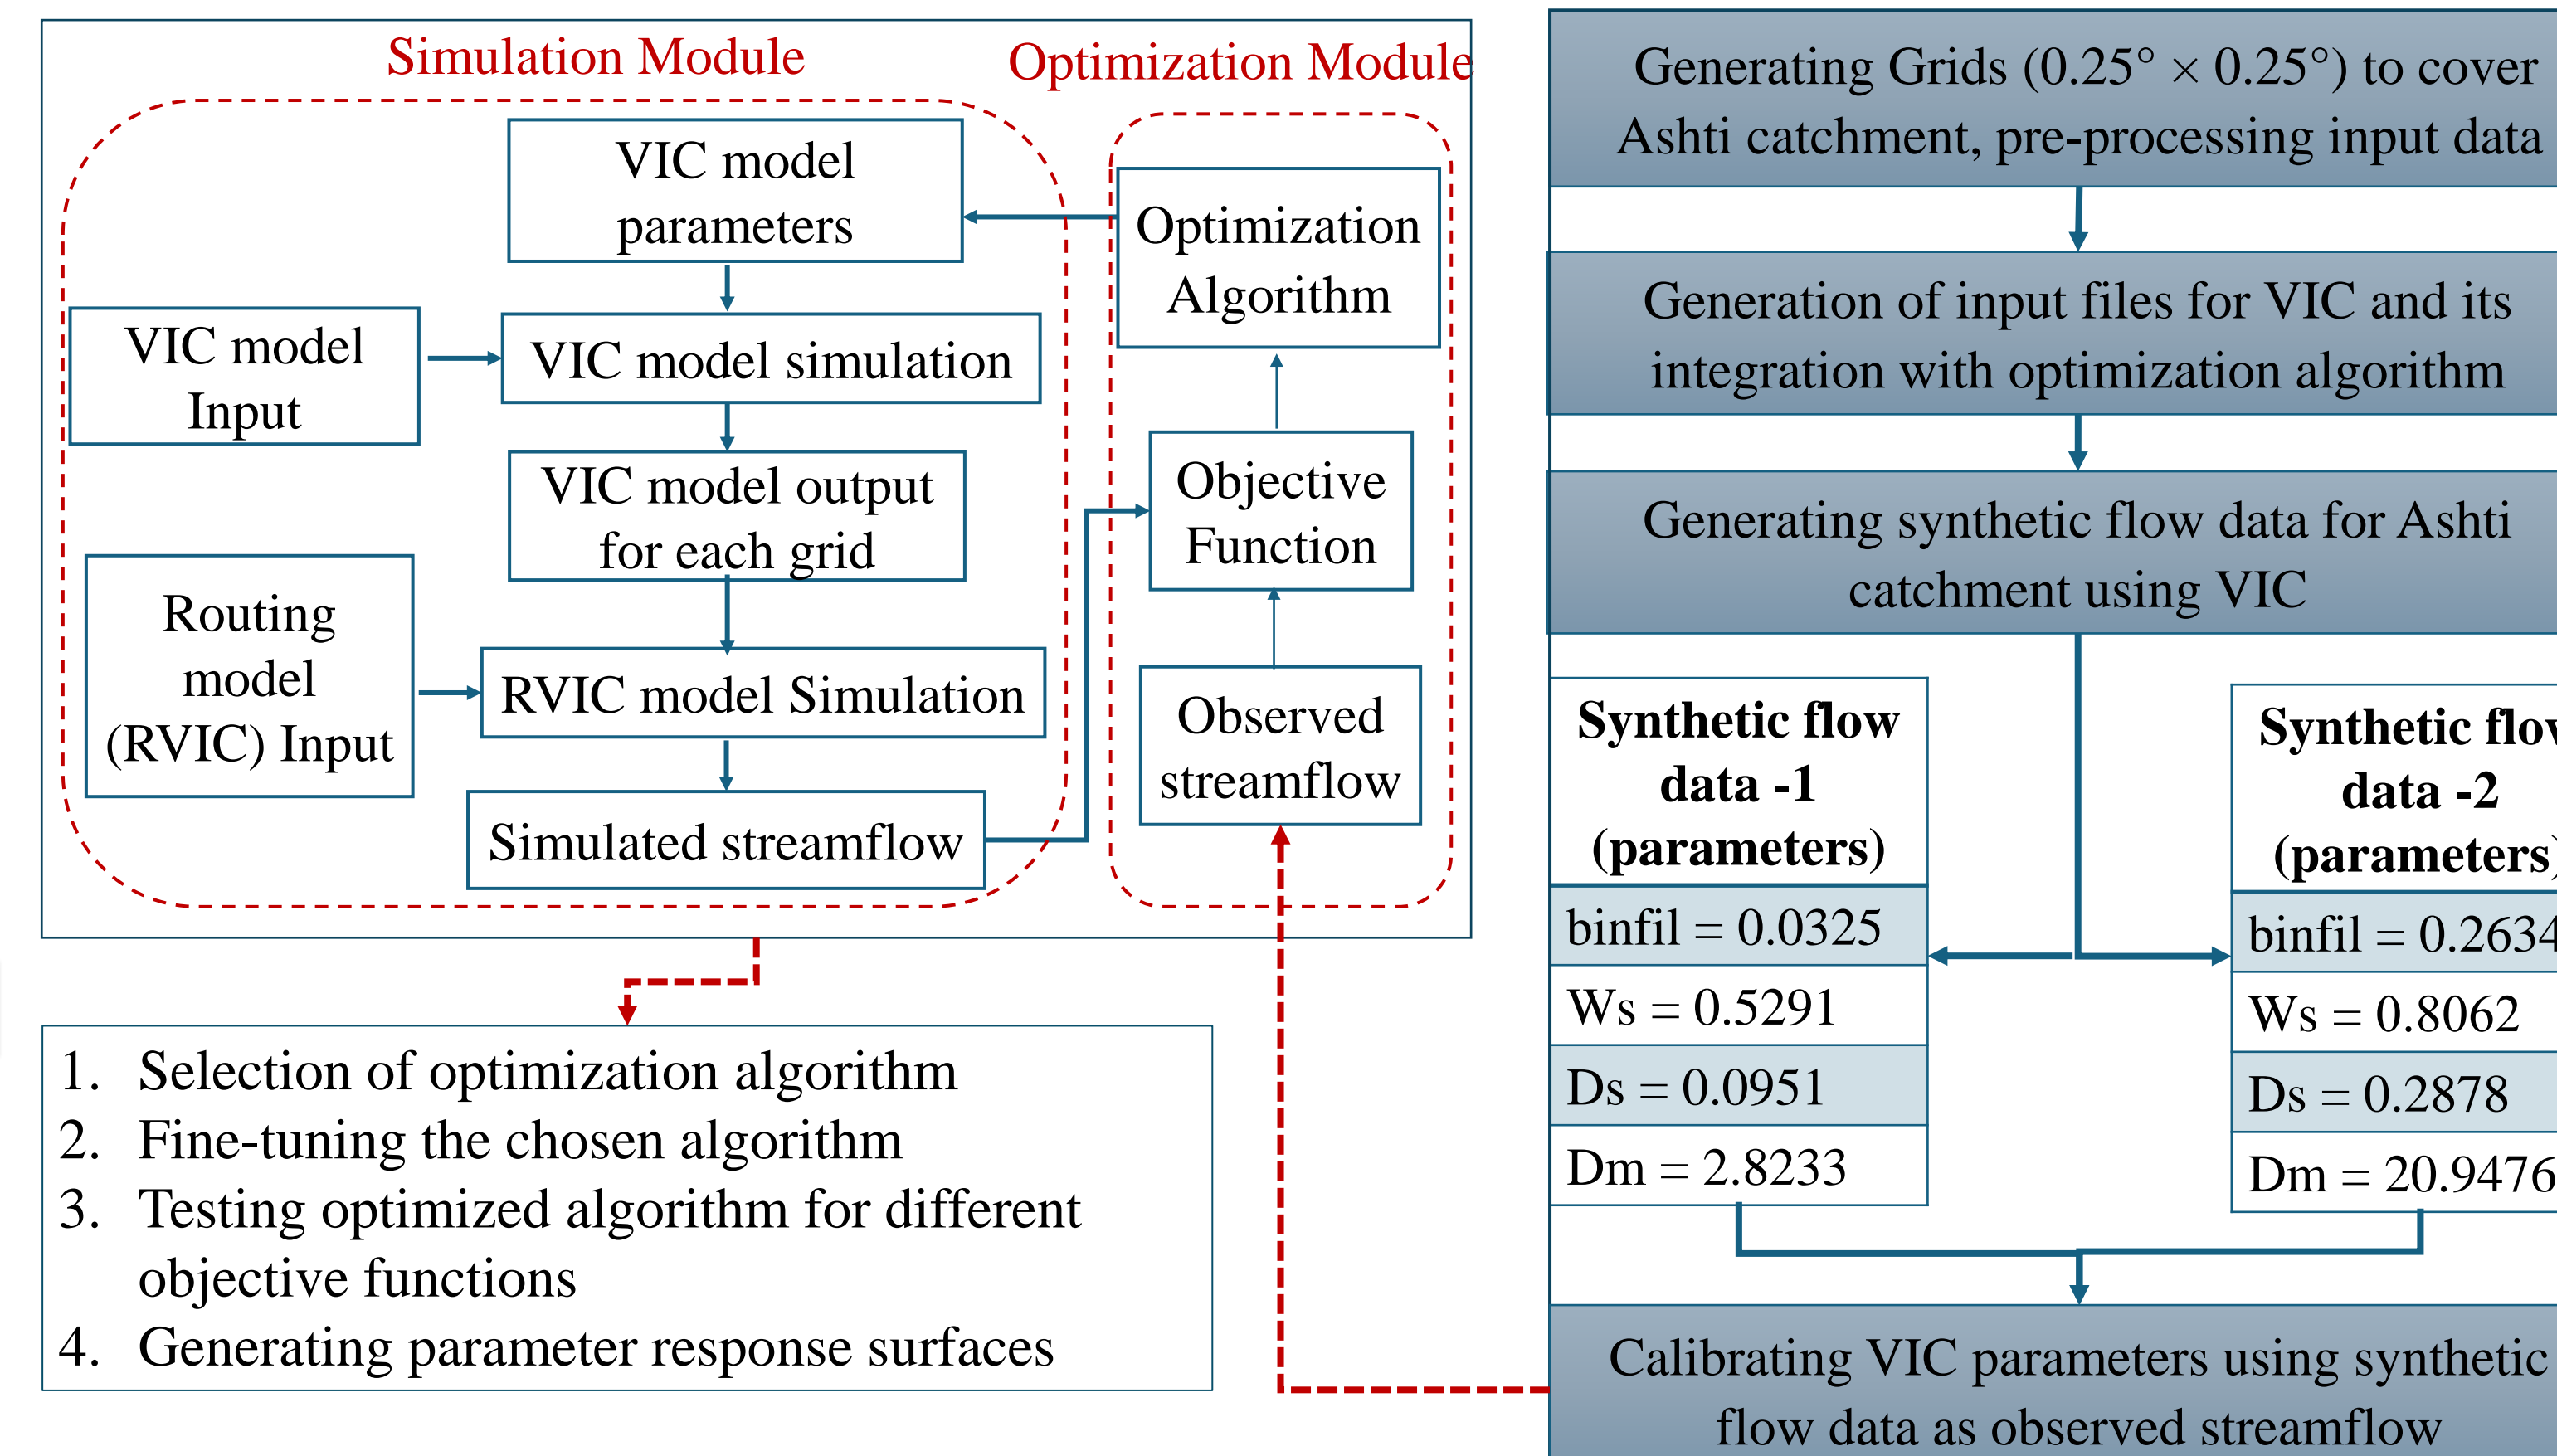 Simulation Module
Optimization Module
VIC model
parameters
Optimization
Algorithm
VIC model
Input
VIC model simulation
VIC model output
for each grid
Objective
Function
Routing
model
(RVIC) Input
RVIC model Simulation
Observed
streamflow
Simulated streamflow
1. Selection of optimization algorithm
2. Fine-tuning the chosen algorithm
3. Testing optimized algorithm for different
objective functions
4. Generating parameter response surfaces
Generating Grids (0.25° × 0.25°) to cover
Ashti catchment, pre-processing input data
Generation of input files for VIC and its
integration with optimization algorithm
Generating synthetic flow data for Ashti
catchment using VIC
Synthetic flow
data -1
(parameters)
binfil = 0.0325
Ws = 0.5291
Ds = 0.0951
Dm = 2.8233
Synthetic flow
data -2
(parameters)
binfil = 0.2634
Ws = 0.8062
Ds = 0.2878
Dm = 20.9476
Calibrating VIC parameters using synthetic
flow data as observed streamflow